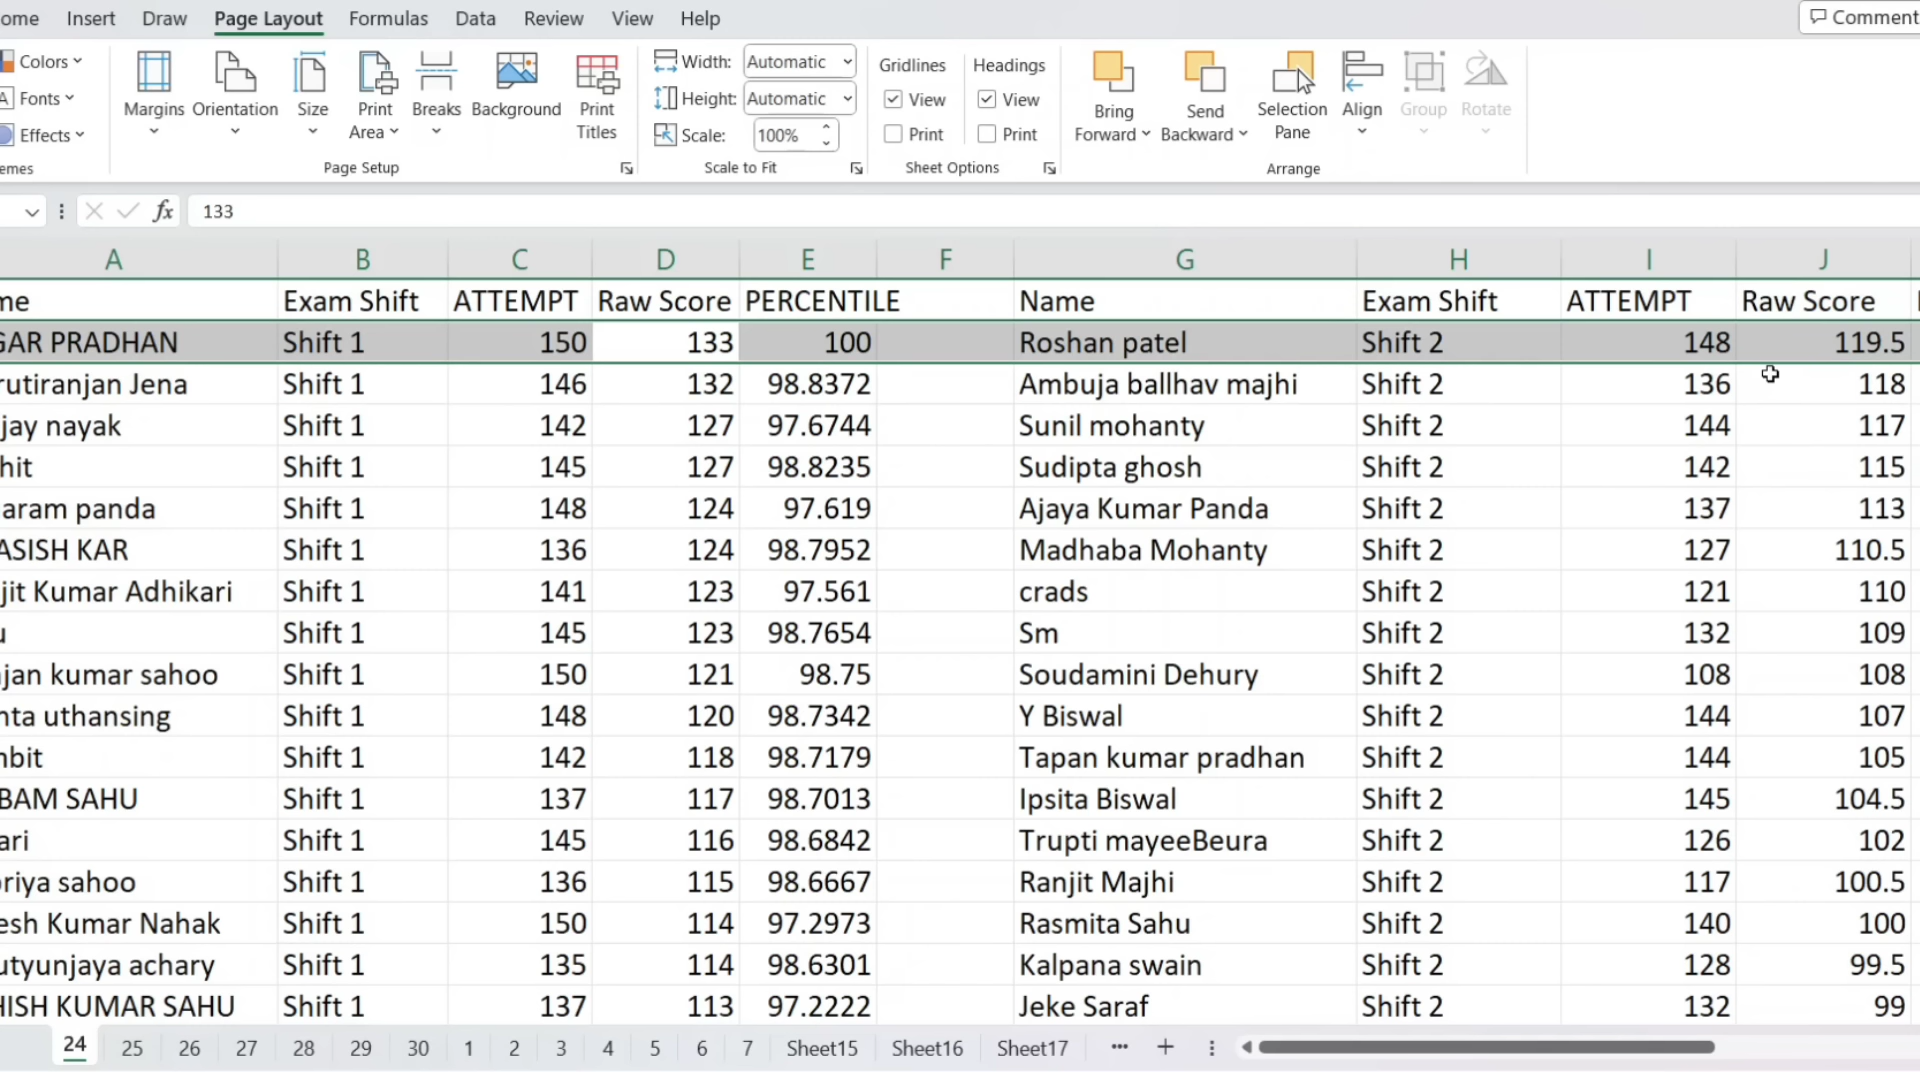 ome Insert Draw Page Layout Formulas Data Review View Help Comment
Colors Fonts Effects emes
Margins Orientation Size Print Area Breaks Background Print Titles Page Setup
Width: Automatic Height: Automatic Scale: 100% Scale to Fit
Gridlines View Print Headings View Print Sheet Options
Bring Forward Send Backward Selection Pane Align Group Rotate Arrange
fx 133
A B C D E F G H I J
me Exam Shift ATTEMPT Raw Score PERCENTILE Name Exam Shift ATTEMPT Raw Score
GAR PRADHAN Shift 1 150 133 100 Roshan patel Shift 2 148 119.5
rutiranjan Jena Shift 1 146 132 98.8372 Ambuja ballhav majhi Shift 2 136 118
jay nayak Shift 1 142 127 97.6744 Sunil mohanty Shift 2 144 117
hit Shift 1 145 127 98.8235 Sudipta ghosh Shift 2 142 115
aram panda Shift 1 148 124 97.619 Ajaya Kumar Panda Shift 2 137 113
ASISH KAR Shift 1 136 124 98.7952 Madhaba Mohanty Shift 2 127 110.5
jit Kumar Adhikari Shift 1 141 123 97.561 crads Shift 2 121 110
u Shift 1 145 123 98.7654 Sm Shift 2 132 109
jan kumar sahoo Shift 1 150 121 98.75 Soudamini Dehury Shift 2 108 108
nta uthansing Shift 1 148 120 98.7342 Y Biswal Shift 2 144 107
mbit Shift 1 142 118 98.7179 Tapan kumar pradhan Shift 2 144 105
BAM SAHU Shift 1 137 117 98.7013 Ipsita Biswal Shift 2 145 104.5
ari Shift 1 145 116 98.6842 Trupti mayeeBeura Shift 2 126 102
priya sahoo Shift 1 136 115 98.6667 Ranjit Majhi Shift 2 117 100.5
esh Kumar Nahak Shift 1 150 114 97.2973 Rasmita Sahu Shift 2 140 100
utyunjaya achary Shift 1 135 114 98.6301 Kalpana swain Shift 2 128 99.5
HISH KUMAR SAHU Shift 1 137 113 97.2222 Jeke Saraf Shift 2 132 99
24 25 26 27 28 29 30 1 2 3 4 5 6 7 Sheet15 Sheet16 Sheet17 ...